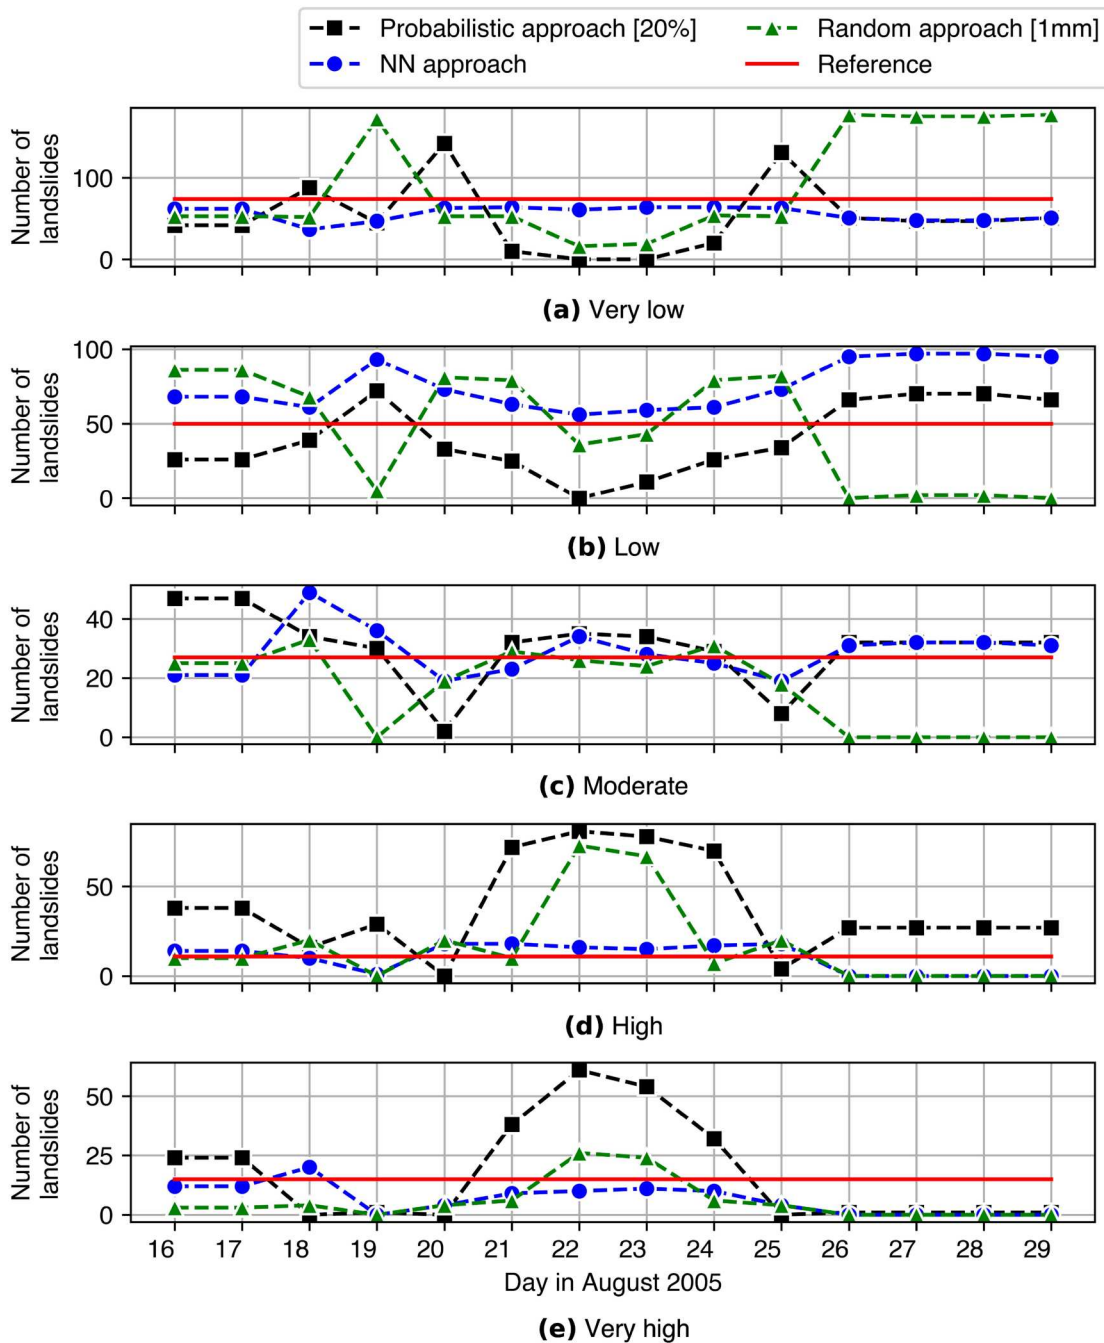 Probabilistic approach [20%]
Random approach [1mm]
NN approach
Reference
Number of
landslides
100
0
(a) Very low
Number of
landslides
100
50
0
(b) Low
Number of
landslides
40
20
0
(c) Moderate
Number of
landslides
50
0
(d) High
Number of
landslides
50
25
0
16 17 18 19 20 21 22 23 24 25 26 27 28 29
Day in August 2005
(e) Very high